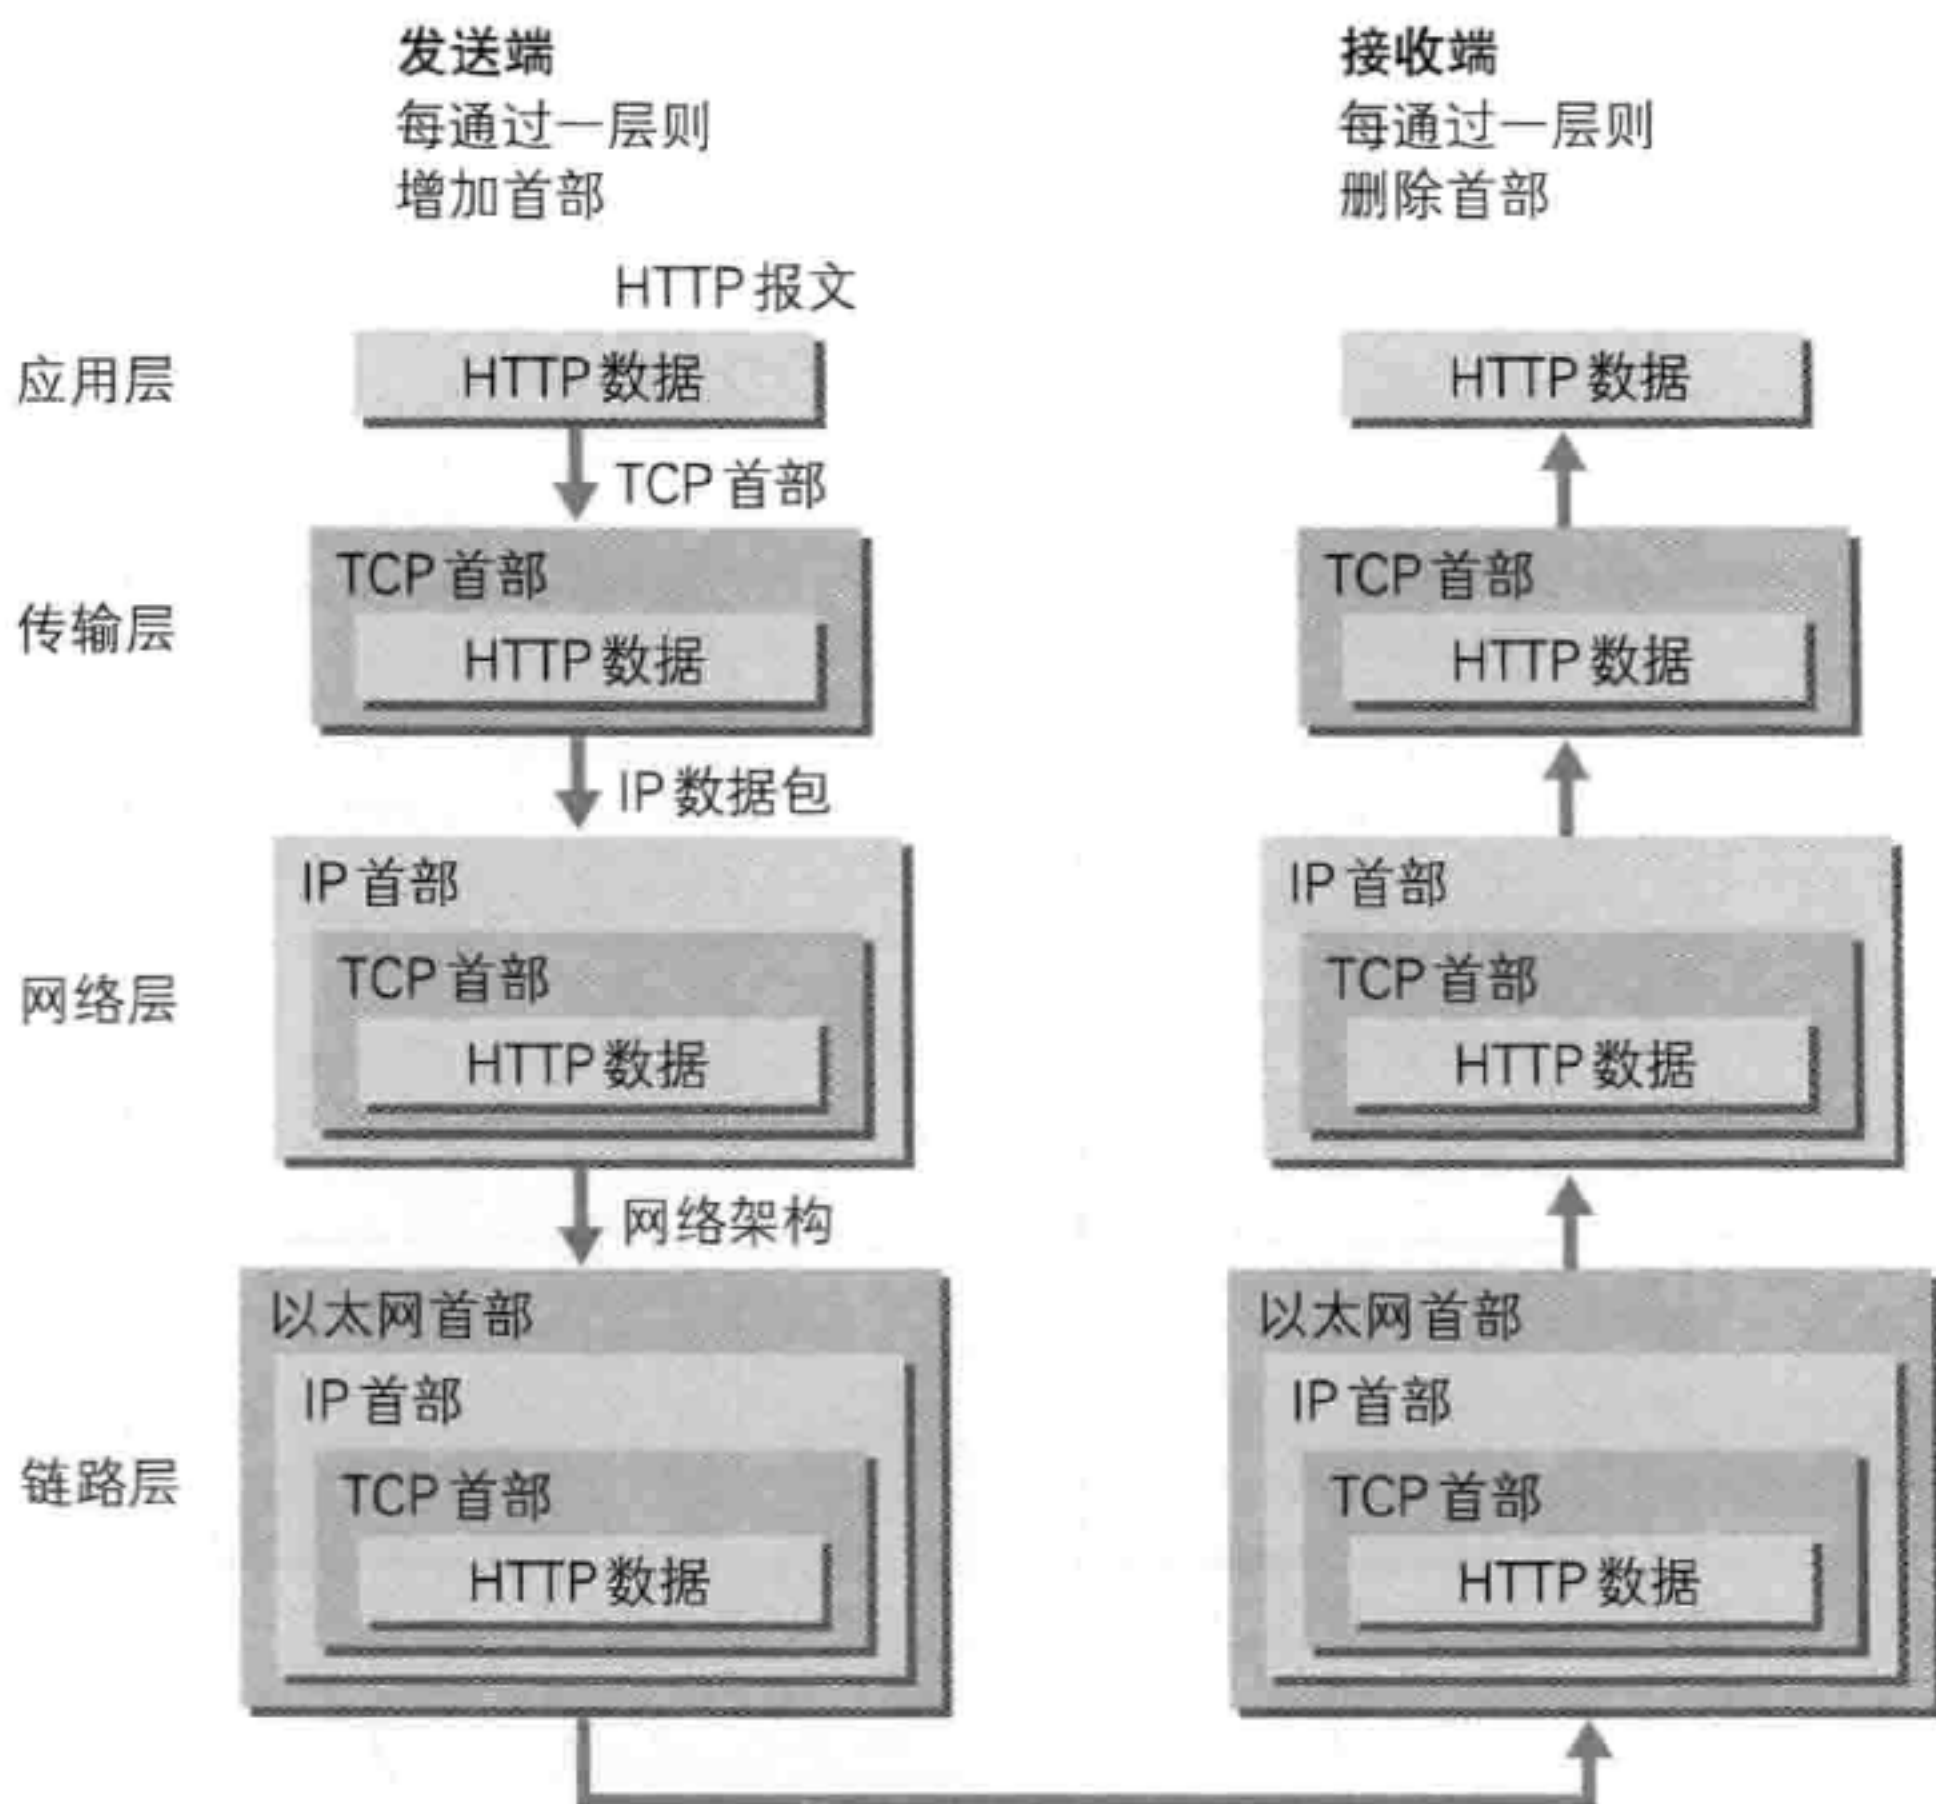 发送端
每通过一层则
增加首部
接收端
每通过一层则
删除首部
HTTP 报文
应用层
HTTP 数据
HTTP 数据
TCP 首部
传输层
TCP 首部
HTTP 数据
TCP 首部
HTTP 数据
IP 数据包
网络层
IP 首部
TCP 首部
HTTP 数据
IP 首部
TCP 首部
HTTP 数据
网络架构
链路层
以太网首部
IP 首部
TCP 首部
HTTP 数据
以太网首部
IP 首部
TCP 首部
HTTP 数据